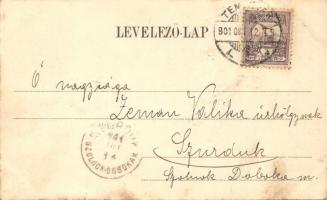 LEVELEZŐ-LAP
Ő nagysága
Zeman Valika úrhölgynek
Szurduk
Szolnok Doboka m.